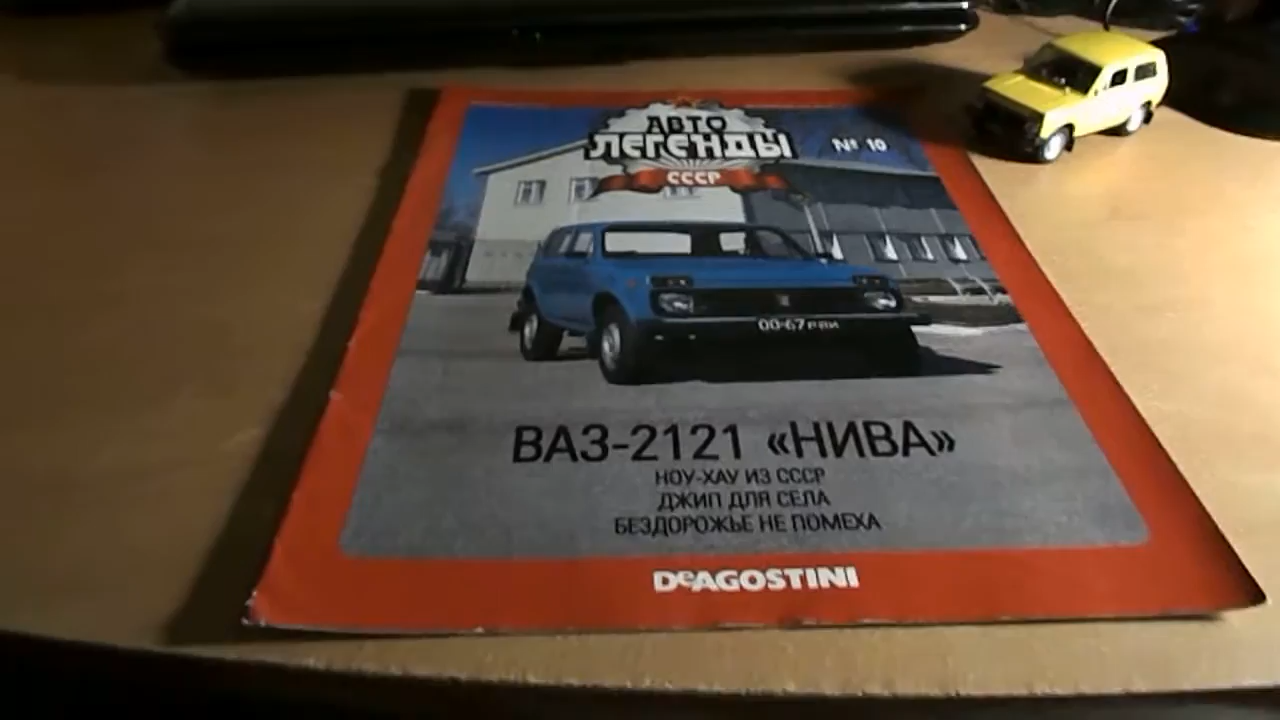 АВТО
ЛЕГЕНДЫ
СССР
№ 10
00-67
ВАЗ-2121 «НИВА»
НОУ-ХАУ ИЗ СССР
ДЖИП ДЛЯ СЕЛА
БЕЗДОРОЖЬЕ НЕ ПОМЕХА
DeAGOSTINI